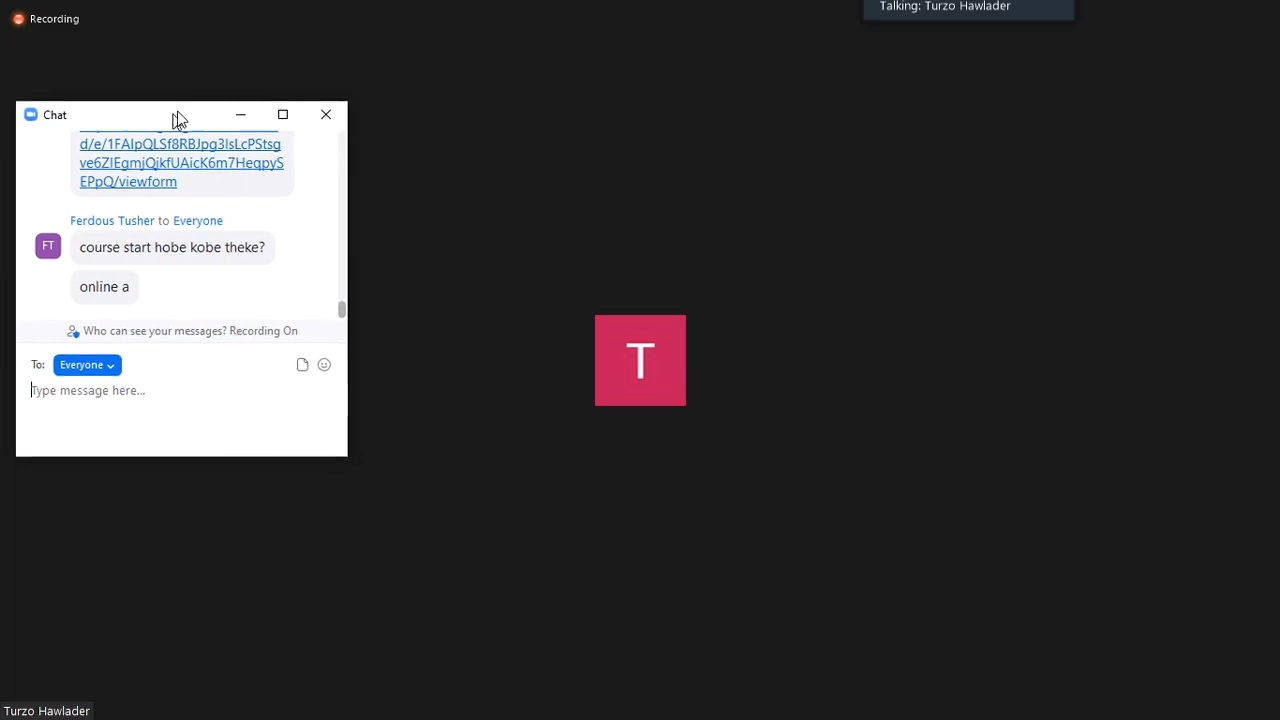 Recording
Talking: Turzo Hawlader
Chat
d/e/1FAIpQLSf8RBJpg3IsLcPStsg
ve6ZIEgmjQjkfUAicK6m7HeqpyS
EPpQ/viewform
Ferdous Tusher to Everyone
FT
course start hobe kobe theke?
online a
Who can see your messages? Recording On
To: Everyone
Type message here...
T
Turzo Hawlader